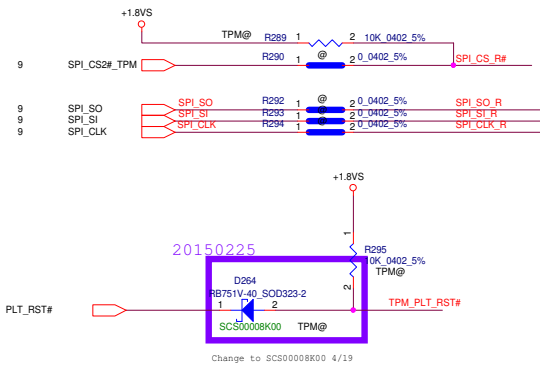 +1.8VS
TPM@ R289 1 2 10K_0402_5%
9 SPI_CS2#_TPM R290 1 @ 2 0_0402_5% SPI_CS_R#
9 SPI_SO SPI_SO R292 1 @ 2 0_0402_5% SPI_SO_R
9 SPI_SI SPI_SI R293 1 @ 2 0_0402_5% SPI_SI_R
9 SPI_CLK SPI_CLK R294 1 @ 2 0_0402_5% SPI_CLK_R
+1.8VS
1
20150225
R295
10K_0402_5%
TPM@
2
D264
RB751V-40_SOD323-2
PLT_RST# 1 2 TPM_PLT_RST#
SCS00008K00 TPM@
Change to SCS00008K00 4/19